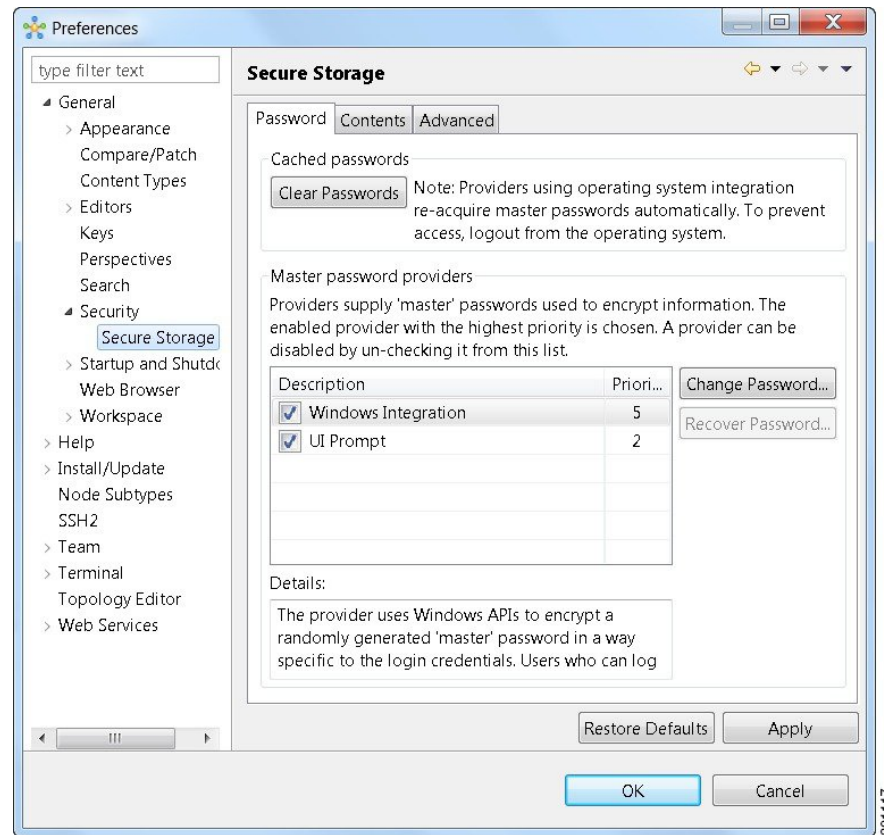 Preferences
type filter text
General
Appearance
Compare/Patch
Content Types
Editors
Keys
Perspectives
Search
Security
Secure Storage
Startup and Shutdo
Web Browser
Workspace
Help
Install/Update
Node Subtypes
SSH2
Team
Terminal
Topology Editor
Web Services
Secure Storage
Password
Contents
Advanced
Cached passwords
Clear Passwords
Note: Providers using operating system integration
re-acquire master passwords automatically. To prevent
access, logout from the operating system.
Master password providers
Providers supply 'master' passwords used to encrypt information. The
enabled provider with the highest priority is chosen. A provider can be
disabled by un-checking it from this list.
Description Priori...
Windows Integration 5
UI Prompt 2
Change Password...
Recover Password...
Details:
The provider uses Windows APIs to encrypt a
randomly generated 'master' password in a way
specific to the login credentials. Users who can log
Restore Defaults
Apply
OK
Cancel